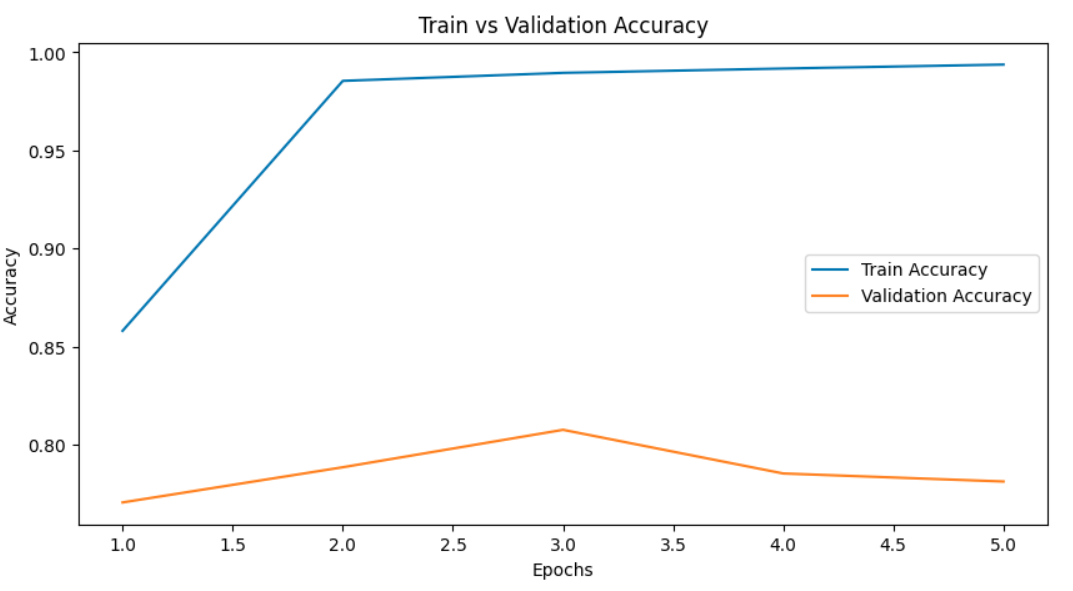 Train vs Validation Accuracy
1.00
0.95
0.90
0.85
0.80
Accuracy
Train Accuracy
Validation Accuracy
1.0 1.5 2.0 2.5 3.0 3.5 4.0 4.5 5.0
Epochs